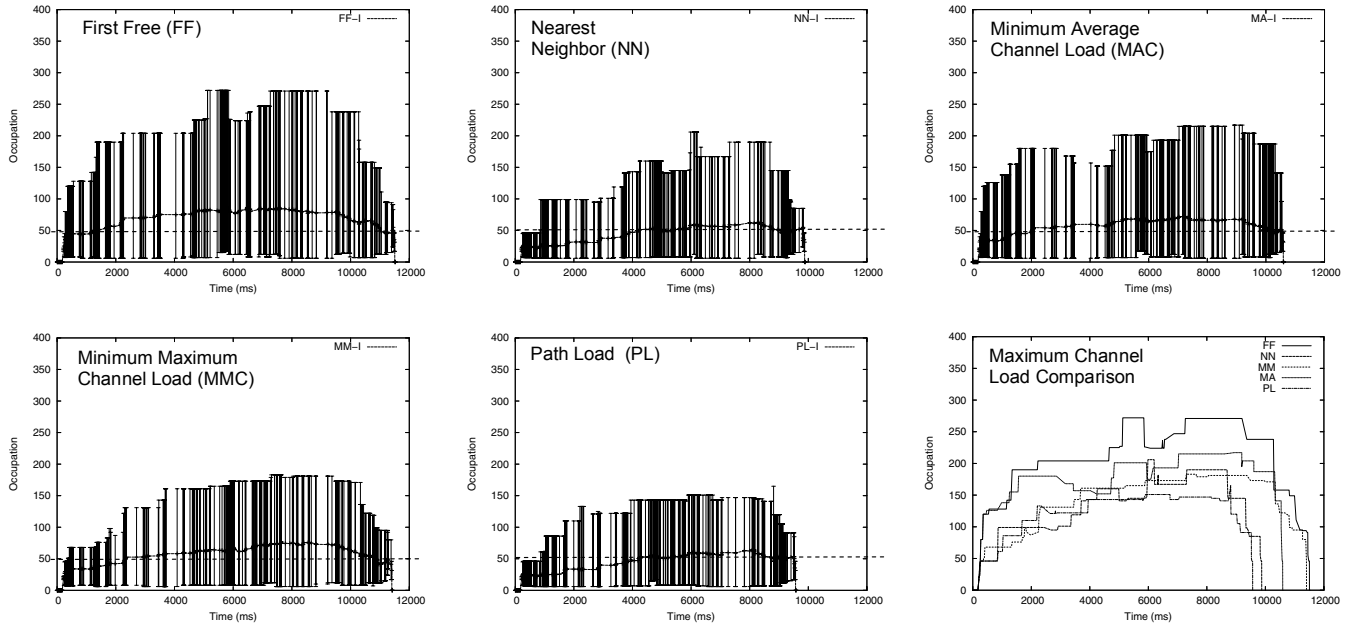 First Free (FF)
FF–I
400
350
300
250
200
150
100
50
0
Occupation
0 2000 4000 6000 8000 10000 12000
Time (ms)
Nearest
Neighbor (NN)
NN–I
400
350
300
250
200
150
100
50
0
Occupation
0 2000 4000 6000 8000 10000 12000
Time (ms)
Minimum Average
Channel Load (MAC)
MA–I
400
350
300
250
200
150
100
50
0
Occupation
0 2000 4000 6000 8000 10000 12000
Time (ms)
Minimum Maximum
Channel Load (MMC)
MM–I
400
350
300
250
200
150
100
50
0
Occupation
0 2000 4000 6000 8000 10000 12000
Time (ms)
Path Load (PL)
PL–I
400
350
300
250
200
150
100
50
0
Occupation
0 2000 4000 6000 8000 10000 12000
Time (ms)
Maximum Channel
Load Comparison
FF
NN
MM
MA
PL
400
350
300
250
200
150
100
50
0
Occupation
0 2000 4000 6000 8000 10000 12000
Time (ms)